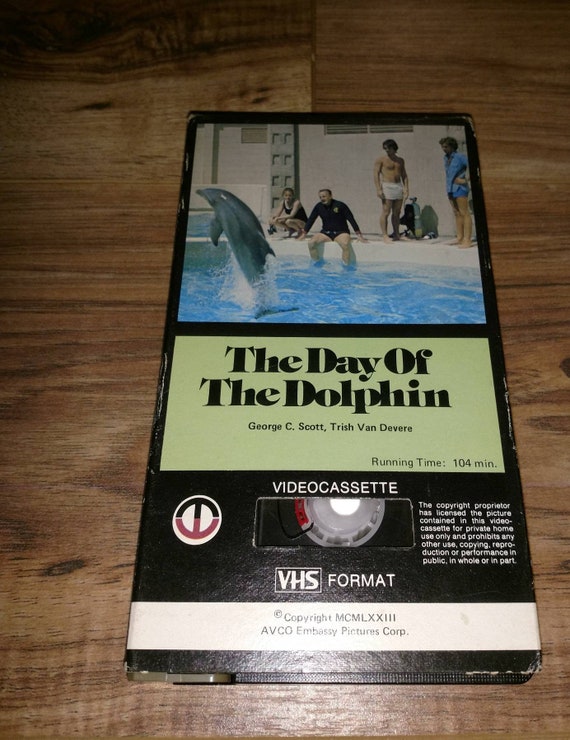 The Day Of
The Dolphin
George C. Scott, Trish Van Devere
Running Time: 104 min.
VIDEOCASSETTE
The copyright proprietor
has licensed the picture
contained in this video-
cassette for private home
use only and prohibits any
other use, copying, repro-
duction or performance in
public, in whole or in part.
VHS FORMAT
©Copyright MCMLXXIII
AVCO Embassy Pictures Corp.